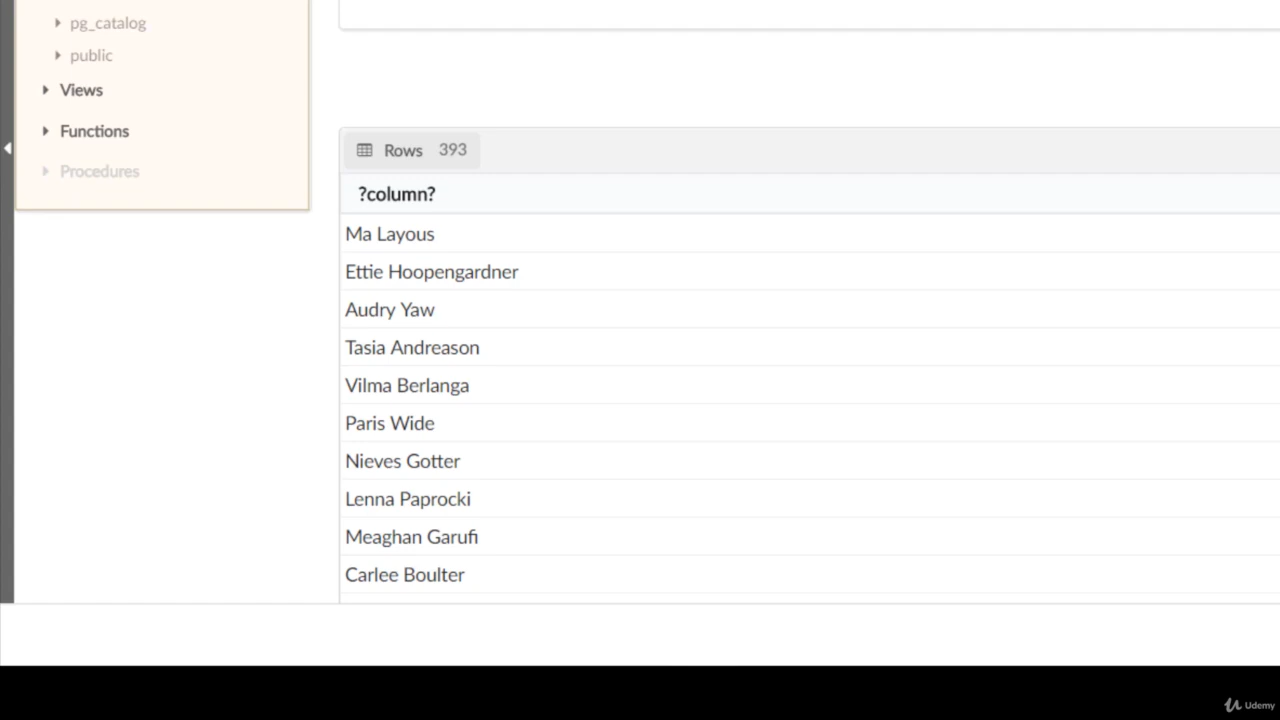 pg_catalog
public
Views
Functions
Procedures
Rows 393
?column?
Ma Layous
Ettie Hoopengardner
Audry Yaw
Tasia Andreason
Vilma Berlanga
Paris Wide
Nieves Gotter
Lenna Paprocki
Meaghan Garufi
Carlee Boulter
Udemy